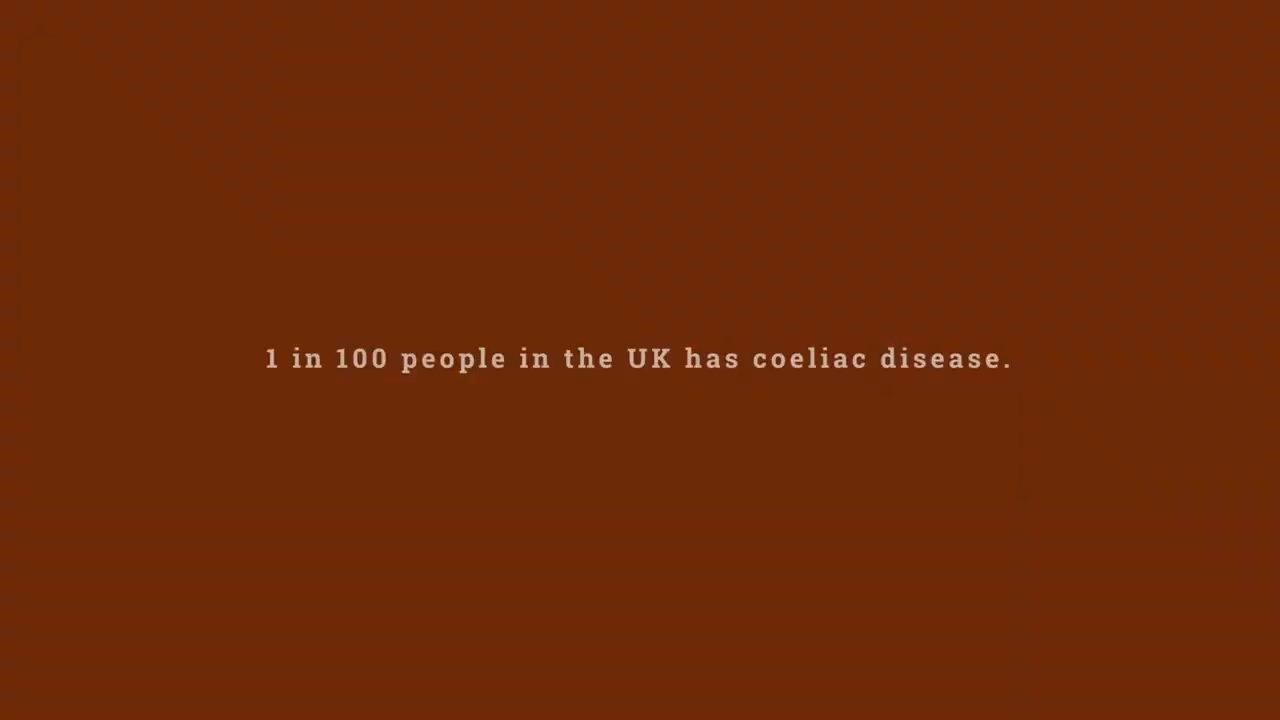 1 in 100 people in the UK has coeliac disease.